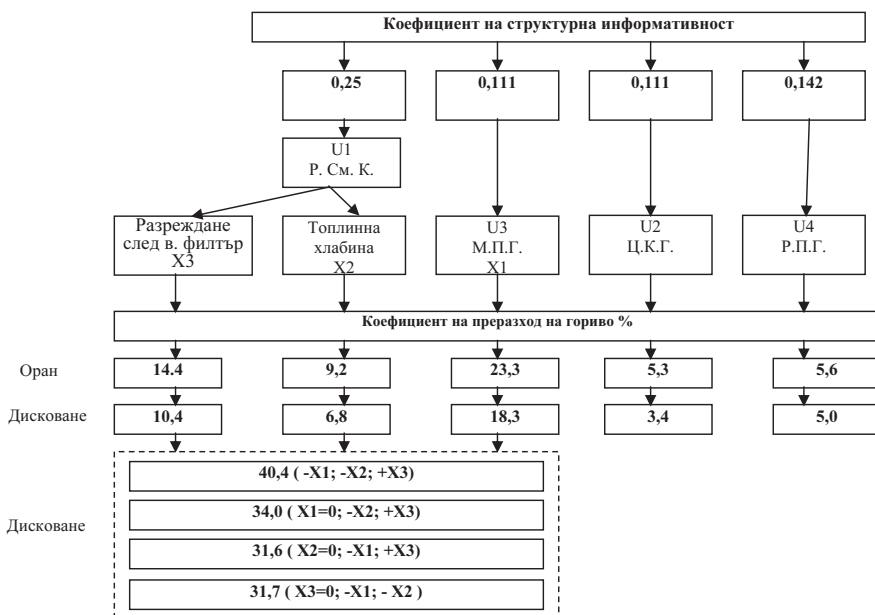 Коефициент на структурна информативност
0,25
0,111
0,111
0,142
U1
Р. См. К.
Разреждане
след в. филтър
X3
Топлинна
хлабина
X2
U3
М.П.Г.
X1
U2
Ц.К.Г.
U4
Р.П.Г.
Коефициент на преразход на гориво %
Оран
14.4
9,2
23,3
5,3
5,6
Дисковане
10,4
6,8
18,3
3,4
5,0
40,4 ( -X1; -X2; +X3)
34,0 ( X1=0; -X2; +X3)
Дисковане
31,6 ( X2=0; -X1; +X3)
31,7 ( X3=0; -X1; - X2 )